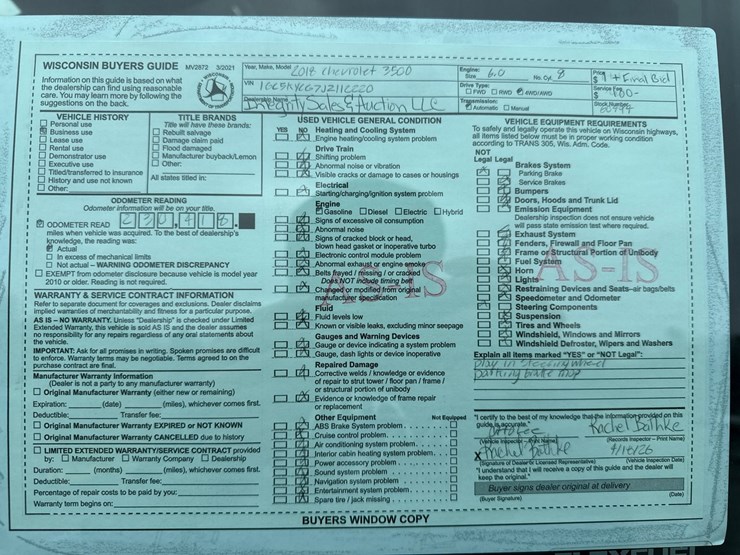 WISCONSIN BUYERS GUIDE MV2872 3/2021
Information on this guide is based on what
the dealership can find using reasonable
care. You may learn more by following the
suggestions on the back.
VEHICLE HISTORY
Personal use
Business use
Lease use
Rental use
Demonstrator use
Executive use
Titled/transferred to insurance
History and use not known
Other:
TITLE BRANDS
Title will have these brands:
Rebuilt salvage
Damage claim paid
Flood damaged
Manufacturer buyback/Lemon
Other:
All states titled in:
ODOMETER READING
Odometer information will be on your title.
ODOMETER READ
miles when vehicle was acquired. To the best of dealership's
knowledge, the reading was:
Actual
In excess of mechanical limits
Not actual – WARNING ODOMETER DISCREPANCY
EXEMPT from odometer disclosure because vehicle is model year
2010 or older. Reading is not required.
WARRANTY & SERVICE CONTRACT INFORMATION
Refer to separate document for coverages and exclusions. Dealer disclaims
implied warranties of merchantability and fitness for a particular purpose.
AS IS – NO WARRANTY. Unless "Dealership" is checked under Limited
Extended Warranty, this vehicle is sold AS IS and the dealer assumes
no responsibility for any repairs regardless of any oral statements about
the vehicle.
IMPORTANT: Ask for all promises in writing. Spoken promises are difficult
to enforce. Warranty terms may be negotiable. Terms agreed to on the
purchase contract are final.
Manufacturer Warranty Information
(Dealer is not a party to any manufacturer warranty)
Original Manufacturer Warranty (either new or remaining)
Expiration: (date) (miles), whichever comes first.
Deductible: Transfer fee:
Original Manufacturer Warranty EXPIRED or NOT KNOWN
Original Manufacturer Warranty CANCELLED due to history
LIMITED EXTENDED WARRANTY/SERVICE CONTRACT provided
by: Manufacturer Warranty Company Dealership
Duration: (months) (miles), whichever comes first.
Deductible: Transfer fee:
Percentage of repair costs to be paid by you:
Warranty term begins on:
Year, Make, Model 2018 Chevrolet 3500
VIN
Dealership Name Integrity Sales & Auction LLC
Engine: Size 6.0 No. Cyl. 8
Drive Type:
FWD RWD AWD/4WD
Transmission:
Automatic Manual
Price $ 1 + Final Bid
Service $
Stock Number
USED VEHICLE GENERAL CONDITION
YES NO Heating and Cooling System
Engine heating/cooling system problem
Drive Train
Shifting problem
Abnormal noise or vibration
Visible cracks or damage to cases or housings
Electrical
Starting/charging/ignition system problem
Engine
Gasoline Diesel Electric Hybrid
Signs of excessive oil consumption
Abnormal noise
Signs of cracked block or head,
blown head gasket or inoperative turbo
Electronic control module problem
Abnormal exhaust or engine smoke
Belts frayed / missing / or cracked
Does NOT include timing belt
Changed or modified from original
manufacturer specification
AS-IS
Fluid
Fluid levels low
Known or visible leaks, excluding minor seepage
Gauges and Warning Devices
Gauge or device indicating a system problem
Gauge, dash lights or device inoperative
Repaired Damage
Corrective welds / knowledge or evidence
of repair to strut tower / floor pan / frame /
or structural portion of unibody
Evidence or knowledge of frame repair
or replacement
Other Equipment Not Equipped
ABS Brake System problem
Cruise control problem
Air conditioning system problem
Interior cabin heating system problem
Power accessory problem
Sound system problem
Navigation system problem
Entertainment system problem
Spare tire / jack missing
VEHICLE EQUIPMENT REQUIREMENTS
To safely and legally operate this vehicle on Wisconsin highways,
all items listed below must be in proper working condition
according to TRANS 305, Wis. Adm. Code.
NOT
Legal Legal
Brakes System
Parking Brake
Service Brakes
Bumpers
Doors, Hoods and Trunk Lid
Emission Equipment
Dealership inspection does not ensure vehicle
will pass state emission test where required.
Exhaust System
Fenders, Firewall and Floor Pan
Frame or Structural Portion of Unibody
Fuel System
Horn
Lights
AS-IS
Restraining Devices and Seats-air bags/belts
Speedometer and Odometer
Steering Components
Suspension
Tires and Wheels
Windshield, Windows and Mirrors
Windshield Defroster, Wipers and Washers
Explain all items marked "YES" or "NOT Legal":
play in steering wheel
parking brake inop
"I certify to the best of my knowledge that the information provided on this
guide is accurate."
(Vehicle Inspector – Print Name) (Records Inspector – Print Name)
X
4/16/26
(Signature of Dealer or Licensed Representative) (Vehicle Inspection Date)
"I understand that I will receive a copy of this guide and the dealer will
keep the original."
Buyer signs dealer original at delivery
(Buyer Signature) (Date)
BUYERS WINDOW COPY